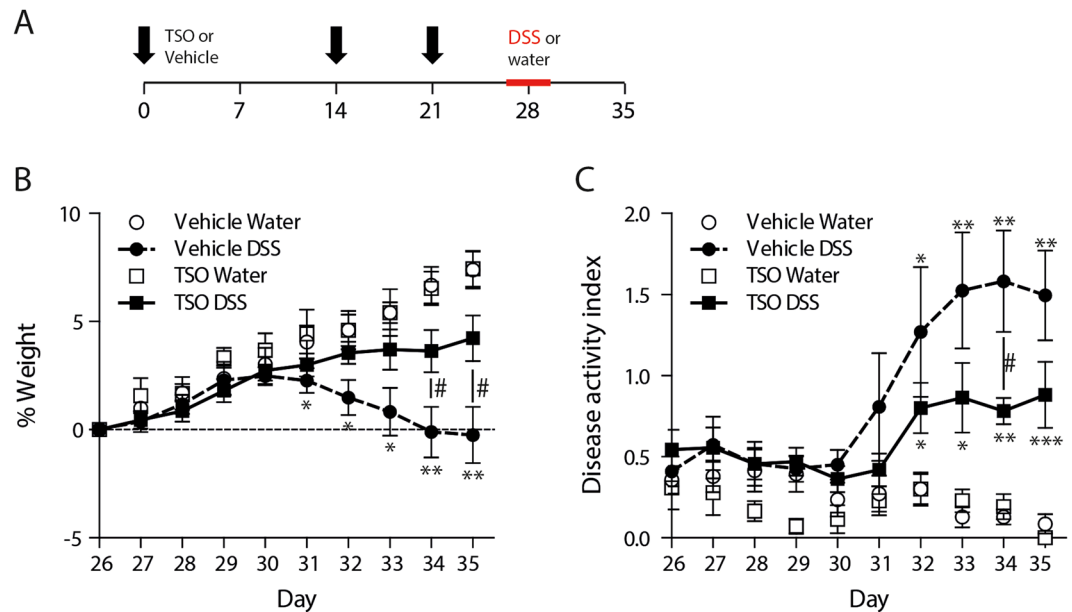 A
TSO or
Vehicle
DSS or
water
0 7 14 21 28 35
B
% Weight
10
5
0
-5
Vehicle Water
Vehicle DSS
TSO Water
TSO DSS
#
#
*
*
*
**
**
26 27 28 29 30 31 32 33 34 35
Day
C
Disease activity index
2.0
1.5
1.0
0.5
0.0
Vehicle Water
Vehicle DSS
TSO Water
TSO DSS
*
**
**
**
#
*
*
**
***
26 27 28 29 30 31 32 33 34 35
Day